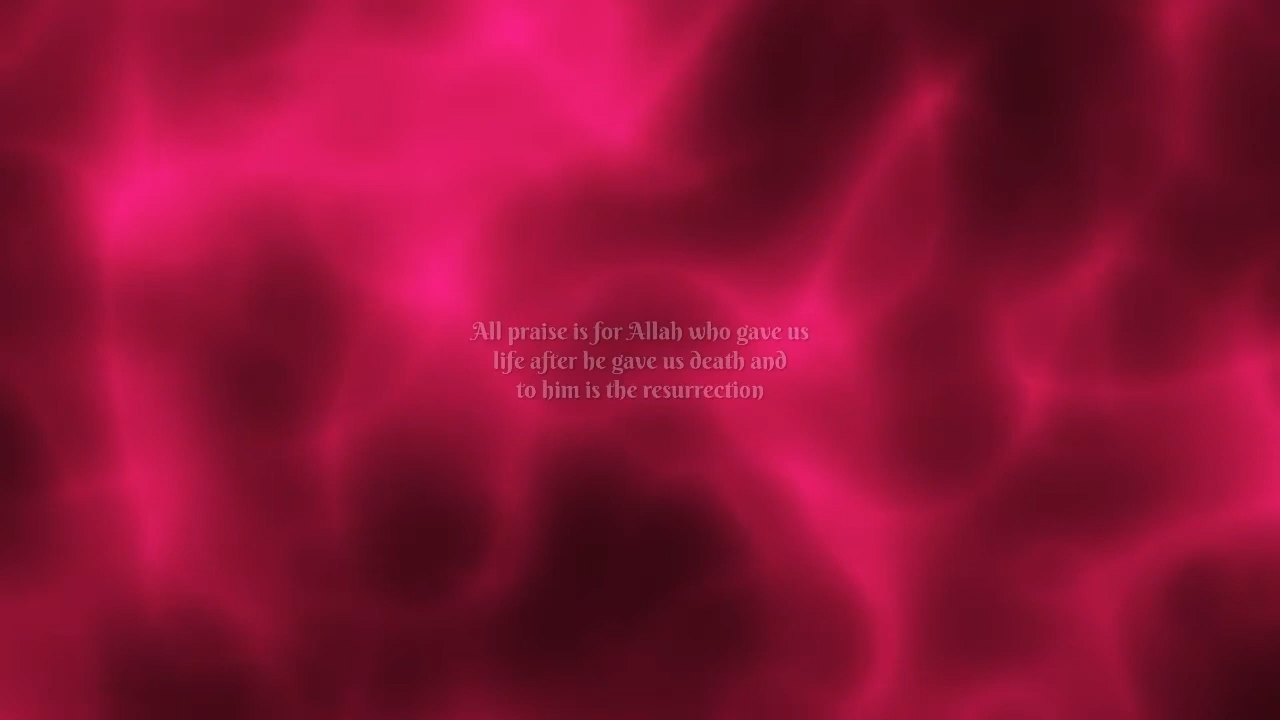 All praise is for Allah who gave us
life after he gave us death and
to him is the resurrection